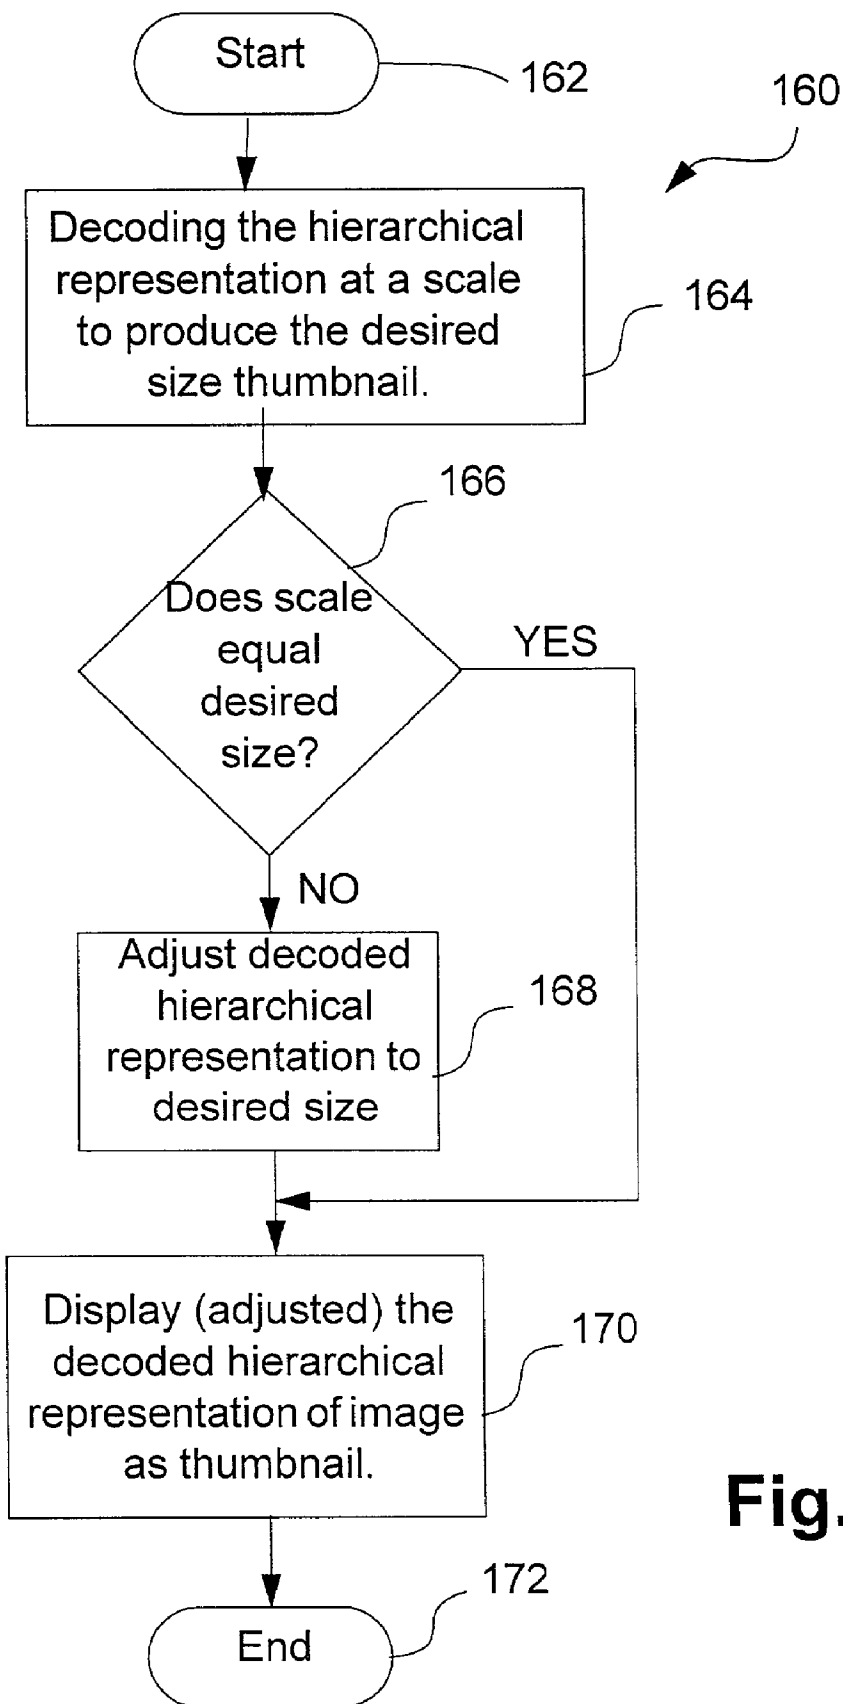 Start
162
160
Decoding the hierarchical
representation at a scale
to produce the desired
size thumbnail.
164
166
Does scale
equal
desired
size?
YES
NO
Adjust decoded
hierarchical
representation to
desired size
168
Display (adjusted) the
decoded hierarchical
representation of image
as thumbnail.
170
Fig.
172
End